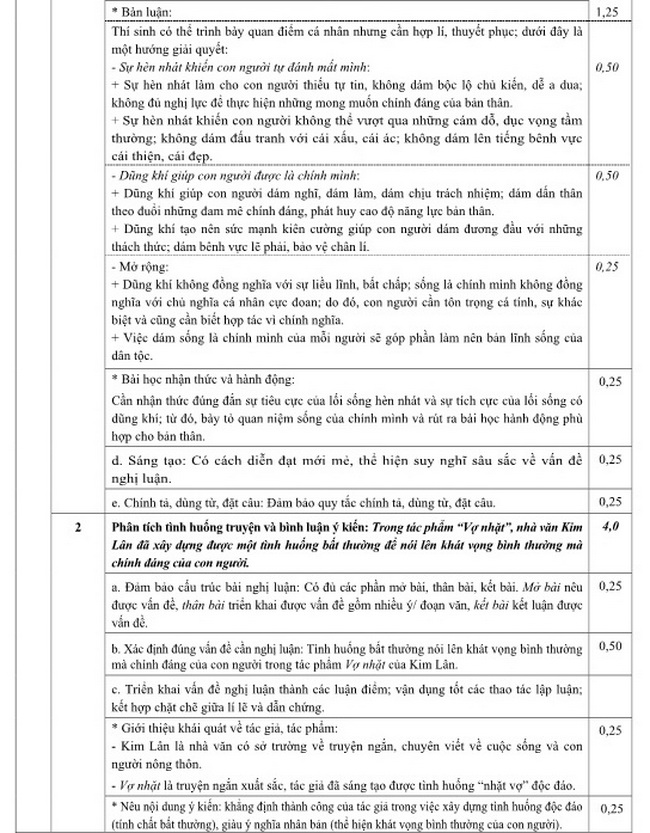 * Bàn luận: 1,25
Thí sinh có thể trình bày quan điểm cá nhân nhưng cần hợp lí, thuyết phục; dưới đây là
một hướng giải quyết:
- Sự hèn nhát khiến con người tự đánh mất mình: 0,50
+ Sự hèn nhát làm cho con người thiếu tự tin, không dám bộc lộ chủ kiến, dễ a dua;
không đủ nghị lực để thực hiện những mong muốn chính đáng của bản thân.
+ Sự hèn nhát khiến con người không thể vượt qua những cám dỗ, dục vọng tầm
thường; không dám đấu tranh với cái xấu, cái ác; không dám lên tiếng bênh vực
cái thiện, cái đẹp.
- Dũng khí giúp con người được là chính mình: 0,50
+ Dũng khí giúp con người dám nghĩ, dám làm, dám chịu trách nhiệm; dám dấn thân
theo đuổi những đam mê chính đáng, phát huy cao độ năng lực bản thân.
+ Dũng khí tạo nên sức mạnh kiên cường giúp con người dám đương đầu với những
thách thức; dám bênh vực lẽ phải, bảo vệ chân lí.
- Mở rộng: 0,25
+ Dũng khí không đồng nghĩa với sự liều lĩnh, bất chấp; sống là chính mình không đồng
nghĩa với chủ nghĩa cá nhân cực đoan; do đó, con người cần tôn trọng cá tính, sự khác
biệt và cũng cần biết hợp tác vì chính nghĩa.
+ Việc dám sống là chính mình của mỗi người sẽ góp phần làm nên bản lĩnh sống của
dân tộc.
* Bài học nhận thức và hành động: 0,25
Cần nhận thức đúng đắn sự tiêu cực của lối sống hèn nhát và sự tích cực của lối sống có
dũng khí; từ đó, bày tỏ quan niệm sống của chính mình và rút ra bài học hành động phù
hợp cho bản thân.
d. Sáng tạo: Có cách diễn đạt mới mẻ, thể hiện suy nghĩ sâu sắc về vấn đề 0,25
nghị luận.
e. Chính tả, dùng từ, đặt câu: Đảm bảo quy tắc chính tả, dùng từ, đặt câu. 0,25
2 Phân tích tình huống truyện và bình luận ý kiến: Trong tác phẩm “Vợ nhặt”, nhà văn Kim 4,0
Lân đã xây dựng được một tình huống bất thường để nói lên khát vọng bình thường mà
chính đáng của con người.
a. Đảm bảo cấu trúc bài nghị luận: Có đủ các phần mở bài, thân bài, kết bài. Mở bài nêu 0,25
được vấn đề, thân bài triển khai được vấn đề gồm nhiều ý/ đoạn văn, kết bài kết luận được
vấn đề.
b. Xác định đúng vấn đề cần nghị luận: Tình huống bất thường nói lên khát vọng bình thường 0,50
mà chính đáng của con người trong tác phẩm Vợ nhặt của Kim Lân.
c. Triển khai vấn đề nghị luận thành các luận điểm; vận dụng tốt các thao tác lập luận;
kết hợp chặt chẽ giữa lí lẽ và dẫn chứng.
* Giới thiệu khái quát về tác giả, tác phẩm: 0,25
- Kim Lân là nhà văn có sở trường về truyện ngắn, chuyên viết về cuộc sống và con
người nông thôn.
- Vợ nhặt là truyện ngắn xuất sắc, tác giả đã sáng tạo được tình huống “nhặt vợ” độc đáo.
* Nêu nội dung ý kiến: khẳng định thành công của tác giả trong việc xây dựng tình huống độc đáo 0,25
(tính chất bất thường), giàu ý nghĩa nhân bản (thể hiện khát vọng bình thường của con người).